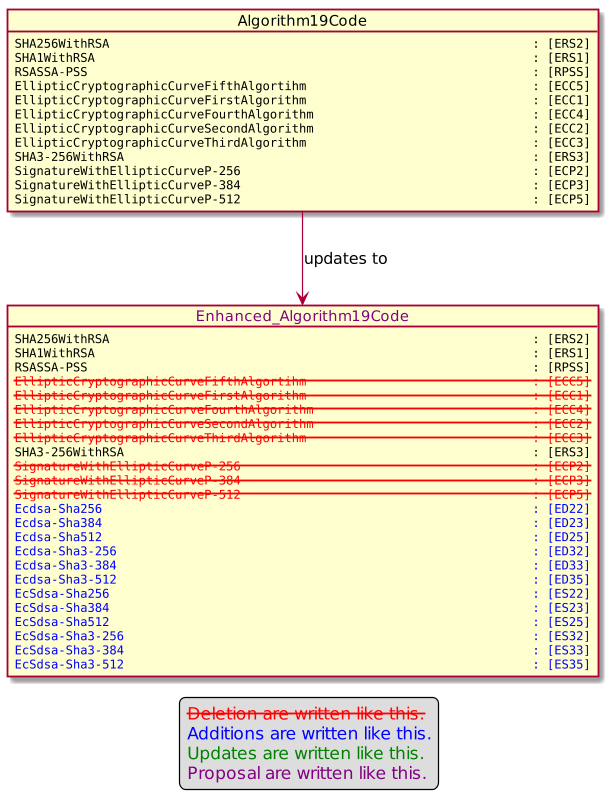 Algorithm19Code
SHA256WithRSA : [ERS2]
SHA1WithRSA : [ERS1]
RSASSA-PSS : [RPSS]
EllipticCryptographicCurveFifthAlgortihm : [ECC5]
EllipticCryptographicCurveFirstAlgorithm : [ECC1]
EllipticCryptographicCurveFourthAlgorithm : [ECC4]
EllipticCryptographicCurveSecondAlgorithm : [ECC2]
EllipticCryptographicCurveThirdAlgorithm : [ECC3]
SHA3-256WithRSA : [ERS3]
SignatureWithEllipticCurveP-256 : [ECP2]
SignatureWithEllipticCurveP-384 : [ECP3]
SignatureWithEllipticCurveP-512 : [ECP5]
updates to
Enhanced_Algorithm19Code
SHA256WithRSA : [ERS2]
SHA1WithRSA : [ERS1]
RSASSA-PSS : [RPSS]
EllipticCryptographicCurveFifthAlgortihm : [ECC5]
EllipticCryptographicCurveFirstAlgorithm : [ECC1]
EllipticCryptographicCurveFourthAlgorithm : [ECC4]
EllipticCryptographicCurveSecondAlgorithm : [ECC2]
EllipticCryptographicCurveThirdAlgorithm : [ECC3]
SHA3-256WithRSA : [ERS3]
SignatureWithEllipticCurveP-256 : [ECP2]
SignatureWithEllipticCurveP-384 : [ECP3]
SignatureWithEllipticCurveP-512 : [ECP5]
Ecdsa-Sha256 : [ED22]
Ecdsa-Sha384 : [ED23]
Ecdsa-Sha512 : [ED25]
Ecdsa-Sha3-256 : [ED32]
Ecdsa-Sha3-384 : [ED33]
Ecdsa-Sha3-512 : [ED35]
EcSdsa-Sha256 : [ES22]
EcSdsa-Sha384 : [ES23]
EcSdsa-Sha512 : [ES25]
EcSdsa-Sha3-256 : [ES32]
EcSdsa-Sha3-384 : [ES33]
EcSdsa-Sha3-512 : [ES35]
Deletion are written like this.
Additions are written like this.
Updates are written like this.
Proposal are written like this.